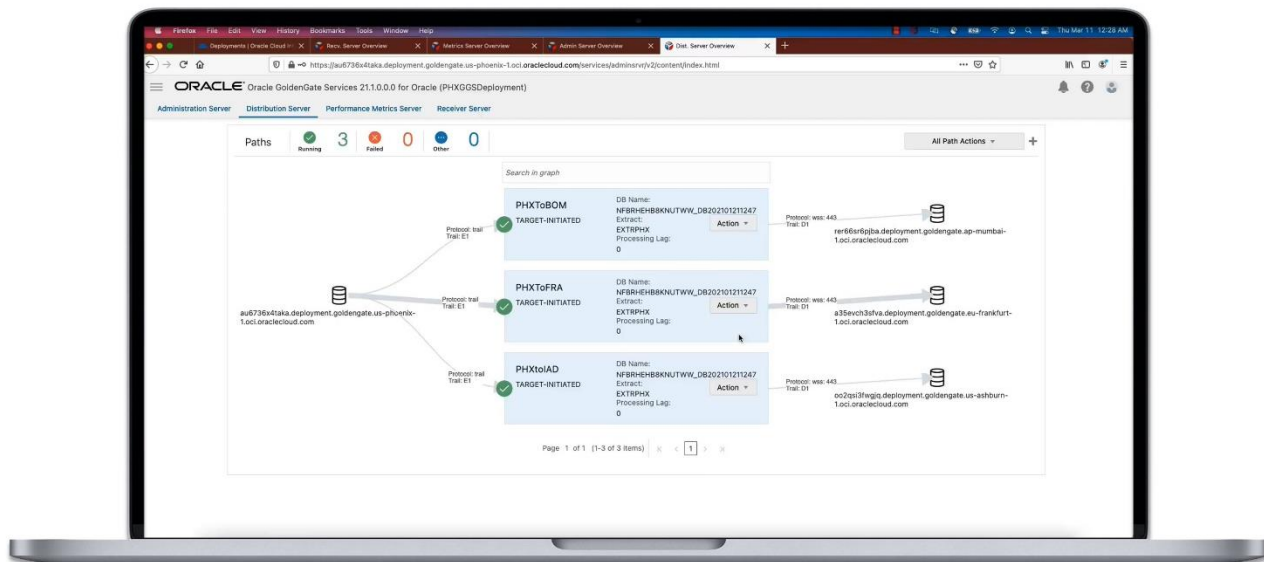 Firefox File Edit View History Bookmarks Tools Window Help
Thu Mar 11 12:28 AM
Deployments | Oracle Cloud
Recv. Server Overview
Metrics Server Overview
Admin Server Overview
Dist. Server Overview
https://au6736x4taka.deployment.goldengate.us-phoenix-1.oci.oraclecloud.com/services/adminsrvr/v2/content/index.html
ORACLE Oracle GoldenGate Services 21.1.0.0.0 for Oracle (PHXGGSDeployment)
Administration Server Distribution Server Performance Metrics Server Receiver Server
Paths Running 3 Failed 0 Other 0 All Path Actions
Search in graph
PHXToBOM
TARGET-INITIATED
DB Name:
NFBRHEHB8KNUTWW_DB202101211247
Extract:
EXTRPHX
Processing Lag:
0
Action
Protocol: trail
Trail: E1
Protocol: wss: 443
Trail: D1
rer66sr6pjba.deployment.goldengate.ap-mumbai-
1.oci.oraclecloud.com
au6736x4taka.deployment.goldengate.us-phoenix-
1.oci.oraclecloud.com
Protocol: trail
Trail: E1
PHXToFRA
TARGET-INITIATED
DB Name:
NFBRHEHB8KNUTWW_DB202101211247
Extract:
EXTRPHX
Processing Lag:
0
Action
Protocol: wss: 443
Trail: D1
a35evch3sfva.deployment.goldengate.eu-frankfurt-
1.oci.oraclecloud.com
Protocol: trail
Trail: E1
PHXtoIAD
TARGET-INITIATED
DB Name:
NFBRHEHB8KNUTWW_DB202101211247
Extract:
EXTRPHX
Processing Lag:
0
Action
Protocol: wss: 443
Trail: D1
oo2qsi3fwgjq.deployment.goldengate.us-ashburn-
1.oci.oraclecloud.com
Page 1 of 1 (1-3 of 3 items) 1